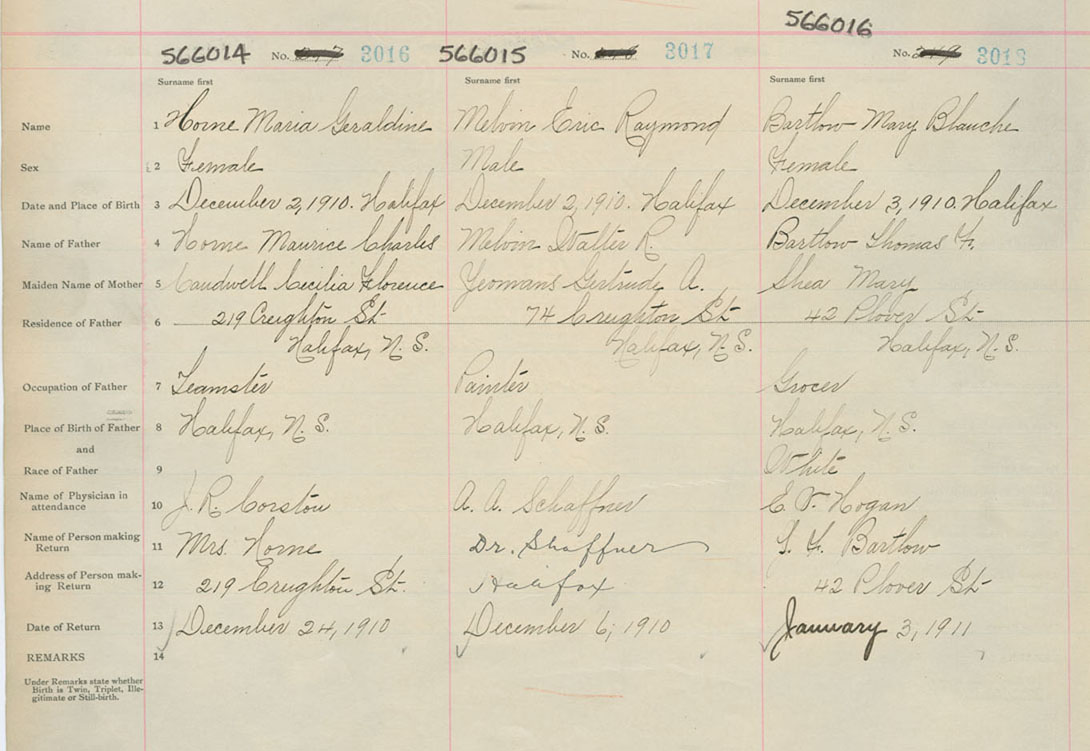 566016
566014 No. 3016 566015 No. 3017 No. 3018
Surname first Surname first Surname first
Name 1 Horne Maria Geraldine Melvin Eric Raymond Bartlow Mary Blanche
Sex 2 Female Male Female
Date and Place of Birth 3 December 2, 1910. Halifax December 2, 1910. Halifax December 3, 1910. Halifax
Name of Father 4 Horne Maurice Charles Melvin Walter R. Bartlow Thomas F.
Maiden Name of Mother 5 Caudwell Cecilia Florence Yeomans Gertrude A. Shea Mary
Residence of Father 6 219 Creighton St. 74 Creighton St. 42 Plover St.
Halifax, N.S. Halifax, N.S. Halifax, N.S.
Occupation of Father 7 Teamster Painter Grocer
Place of Birth of Father 8 Halifax, N.S. Halifax, N.S. Halifax, N.S.
and
Race of Father 9 White
Name of Physician in
attendance 10 J. R. Corston A. A. Schaffner E. V. Hogan
Name of Person making
Return 11 Mrs. Horne Dr. Shaffner T. F. Bartlow
Address of Person mak-
ing Return 12 219 Creighton St. Halifax 42 Plover St.
Date of Return 13 December 24, 1910 December 6, 1910 January 3, 1911
REMARKS 14
Under Remarks state whether
Birth is Twin, Triplet, Ille-
gitimate or Still-birth.